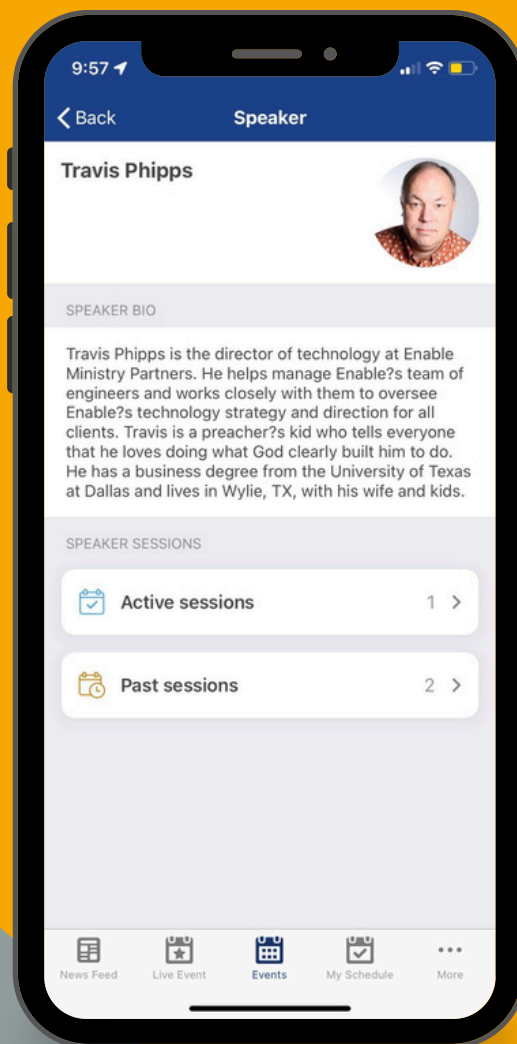 9:57
Back
Speaker
Travis Phipps
SPEAKER BIO
Travis Phipps is the director of technology at Enable
Ministry Partners. He helps manage Enable?s team of
engineers and works closely with them to oversee
Enable?s technology strategy and direction for all
clients. Travis is a preacher?s kid who tells everyone
that he loves doing what God clearly built him to do.
He has a business degree from the University of Texas
at Dallas and lives in Wylie, TX, with his wife and kids.
SPEAKER SESSIONS
Active sessions 1
Past sessions 2
News Feed
Live Event
Events
My Schedule
More